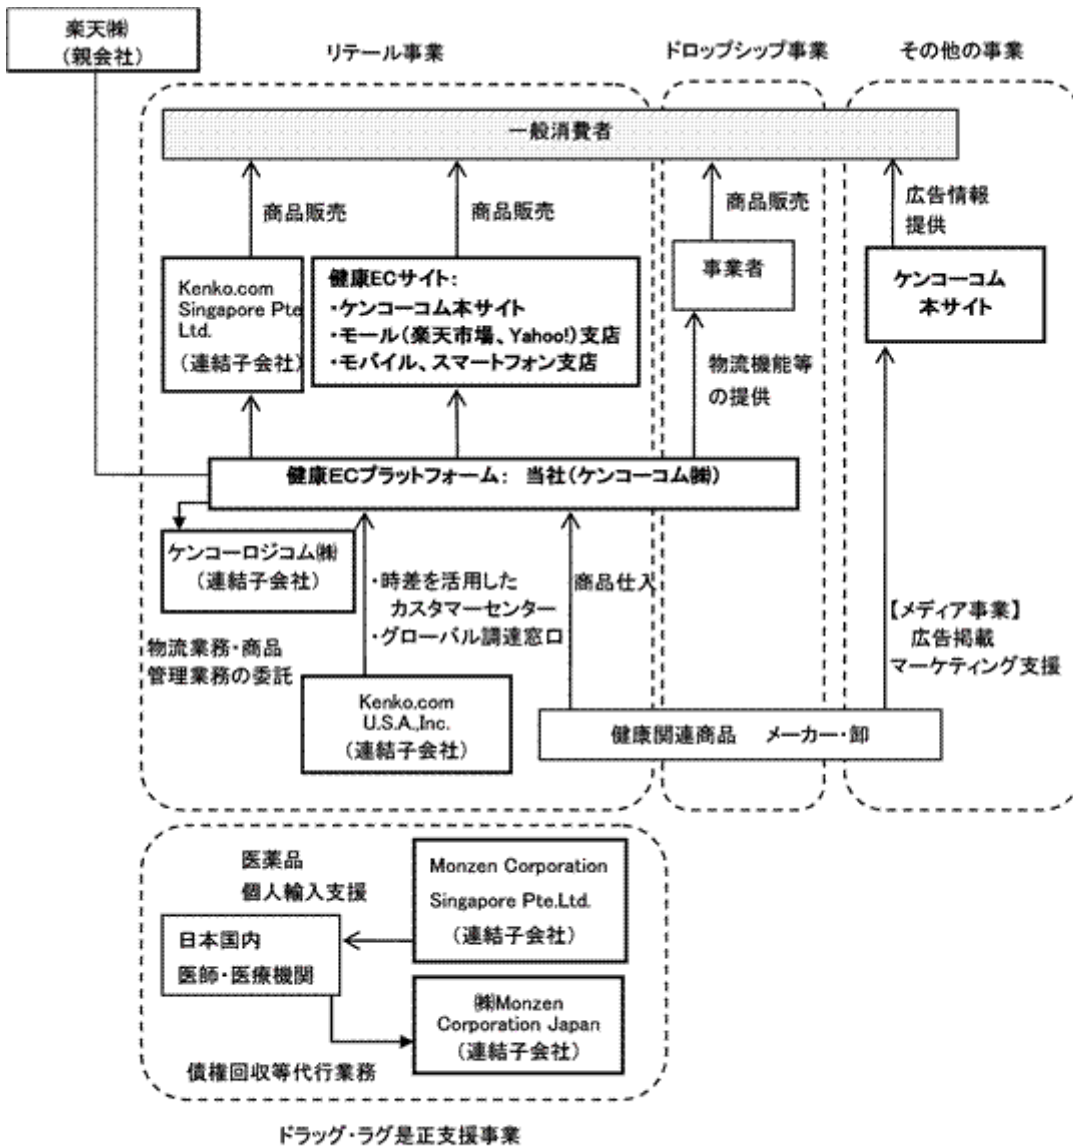 楽天㈱
(親会社)
リテール事業
ドロップシップ事業
その他の事業
一般消費者
商品販売
商品販売
商品販売
広告情報
提供
Kenko.com
Singapore Pte
Ltd.
(連結子会社)
健康ECサイト:
・ケンコーコム本サイト
・モール(楽天市場、Yahoo!)支店
・モバイル、スマートフォン支店
事業者
ケンコーコム
本サイト
物流機能等
の提供
健康ECプラットフォーム: 当社(ケンコーコム㈱)
ケンコーロジコム㈱
(連結子会社)
・時差を活用した
カスタマーセンター
・グローバル調達窓口
商品仕入
【メディア事業】
広告掲載
マーケティング支援
物流業務・商品
管理業務の委託
Kenko.com
U.S.A.,Inc.
(連結子会社)
健康関連商品 メーカー・卸
医薬品
個人輸入支援
Monzen Corporation
Singapore Pte.Ltd.
(連結子会社)
日本国内
医師・医療機関
㈱Monzen
Corporation Japan
(連結子会社)
債権回収等代行業務
ドラッグ・ラグ是正支援事業